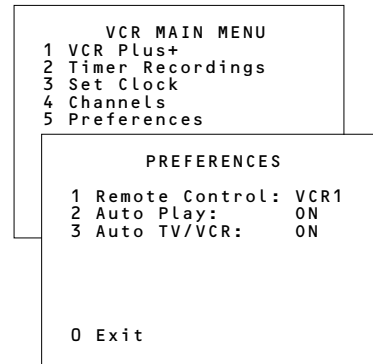 VCR MAIN MENU
1 VCR Plus+
2 Timer Recordings
3 Set Clock
4 Channels
5 Preferences
PREFERENCES
1 Remote Control: VCR1
2 Auto Play: ON
3 Auto TV/VCR: ON
0 Exit